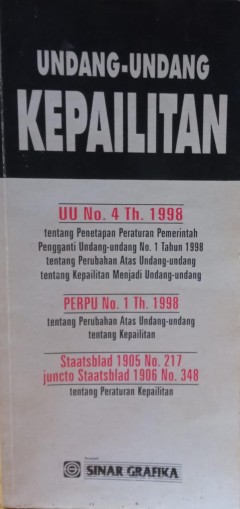 UNDANG-UNDANG
KEPAILITAN
UU No. 4 Th. 1998
tentang Penetapan Peraturan Pemerintah
Pengganti Undang-undang No. 1 Tahun 1998
tentang Perubahan Atas Undang-undang
tentang Kepailitan Menjadi Undang-undang
PERPU No. 1 Th. 1998
tentang Perubahan Atas Undang-undang
tentang Kepailitan
Staatsblad 1905 No. 217
juncto Staatsblad 1906 No. 348
tentang Peraturan Kepailitan
SINAR GRAFIKA